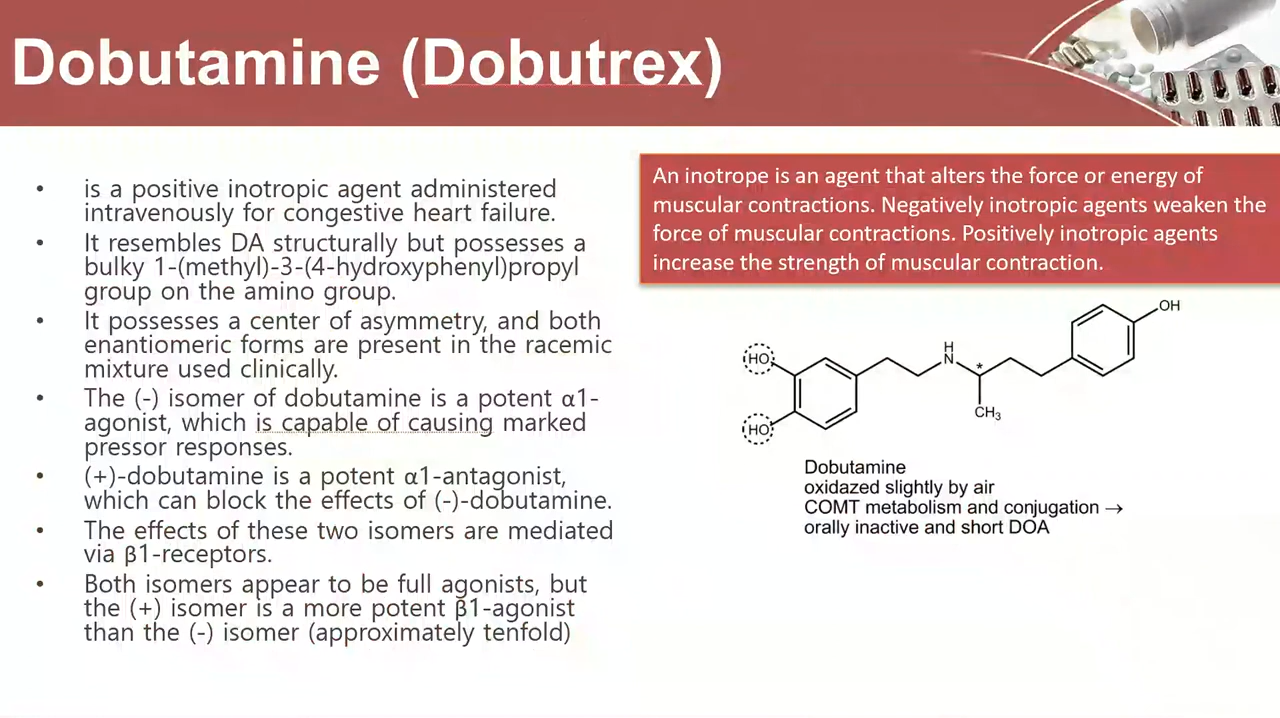 Dobutamine (Dobutrex)
• is a positive inotropic agent administered
intravenously for congestive heart failure.
• It resembles DA structurally but possesses a
bulky 1-(methyl)-3-(4-hydroxyphenyl)propyl
group on the amino group.
• It possesses a center of asymmetry, and both
enantiomeric forms are present in the racemic
mixture used clinically.
• The (-) isomer of dobutamine is a potent α1-
agonist, which is capable of causing marked
pressor responses.
• (+)-dobutamine is a potent α1-antagonist,
which can block the effects of (-)-dobutamine.
• The effects of these two isomers are mediated
via β1-receptors.
• Both isomers appear to be full agonists, but
the (+) isomer is a more potent β1-agonist
than the (-) isomer (approximately tenfold)
An inotrope is an agent that alters the force or energy of
muscular contractions. Negatively inotropic agents weaken the
force of muscular contractions. Positively inotropic agents
increase the strength of muscular contraction.
OH
HO
H
N
*
CH3
HO
Dobutamine
oxidazed slightly by air
COMT metabolism and conjugation →
orally inactive and short DOA